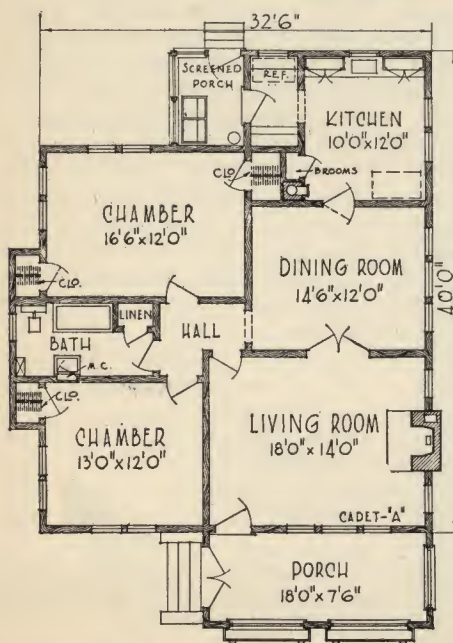 32'6"
SCREENED
PORCH
REF.
KITCHEN
10'0"x12'0"
CLO.
BROOMS
CHAMBER
16'6"x12'0"
DINING ROOM
14'6"x12'0"
40'0"
CLO.
LINEN
HALL
BATH
M.C.
CLO.
CHAMBER
13'0"x12'0"
LIVING ROOM
18'0"x14'0"
CADET-"A"
PORCH
18'0"x7'6"